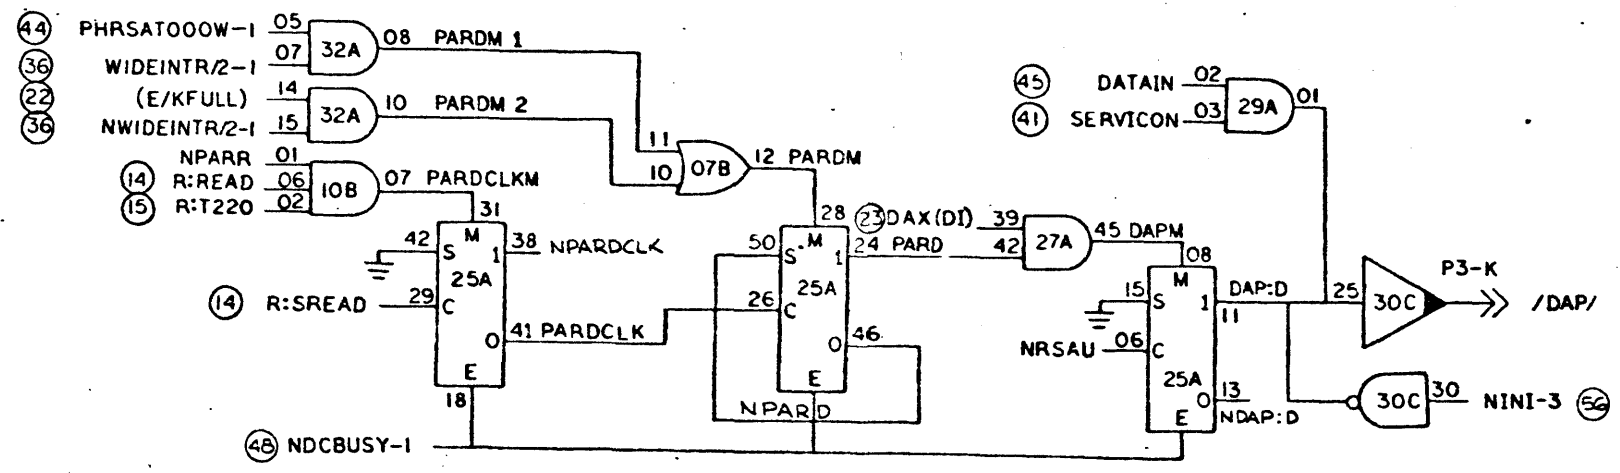 44 PHRSATOOOW-1 05
36 WIDEINTR/2-1 07
32A
08 PARDM 1
22 (E/KFULL) 14
36 NWIDEINTR/2-1 15
32A
10 PARDM 2
NPARR 01
14 R:READ 06
15 R:T220 02
10B
07 PARDCLKM
11
10
07B
12 PARDM
45 DATAIN 02
41 SERVICON 03
29A
01
31
42
S M 1
38 NPARDCLK
25A
14 R:SREAD 29
C
O
41 PARDCLK
E
18
28
50
S M 1
24 PARD
25A
26
C
O
46
E
NPARD
23 DAX(DI) 39
42
27A
45 DAPM
08
15
S M 1
DAP:D
11
NRSAU 06
C
25A
O
13
NDAP:D
E
25
30C
P3-K
/DAP/
30C
30
NINI-3 56
48 NDCBUSY-1